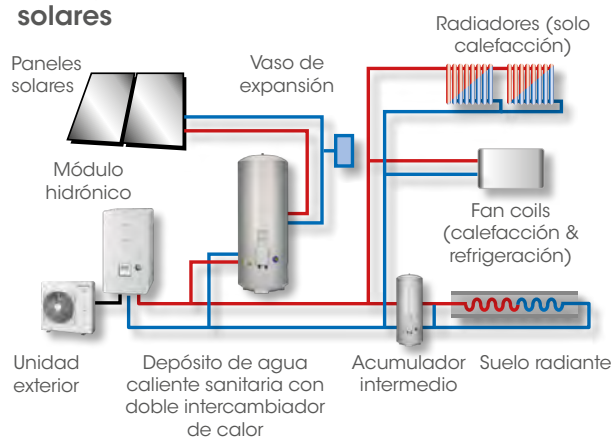 solares
Radiadores (solo
calefacción)
Paneles
solares
Vaso de
expansión
Módulo
hidrónico
Fan coils
(calefacción &
refrigeración)
Unidad
exterior
Depósito de agua
caliente sanitaria con
doble intercambiador
de calor
Acumulador
intermedio
Suelo radiante